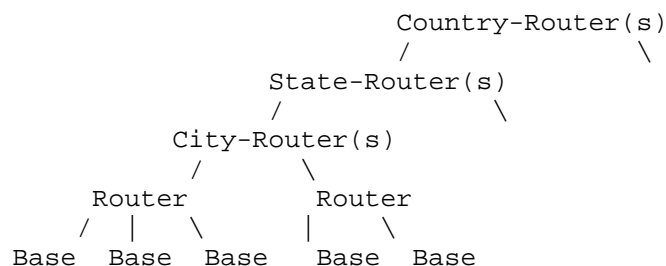 Country-Router(s)
/ \
State-Router(s)
/ \
City-Router(s)
/ \
Router Router
/ | \ | \
Base Base Base Base Base